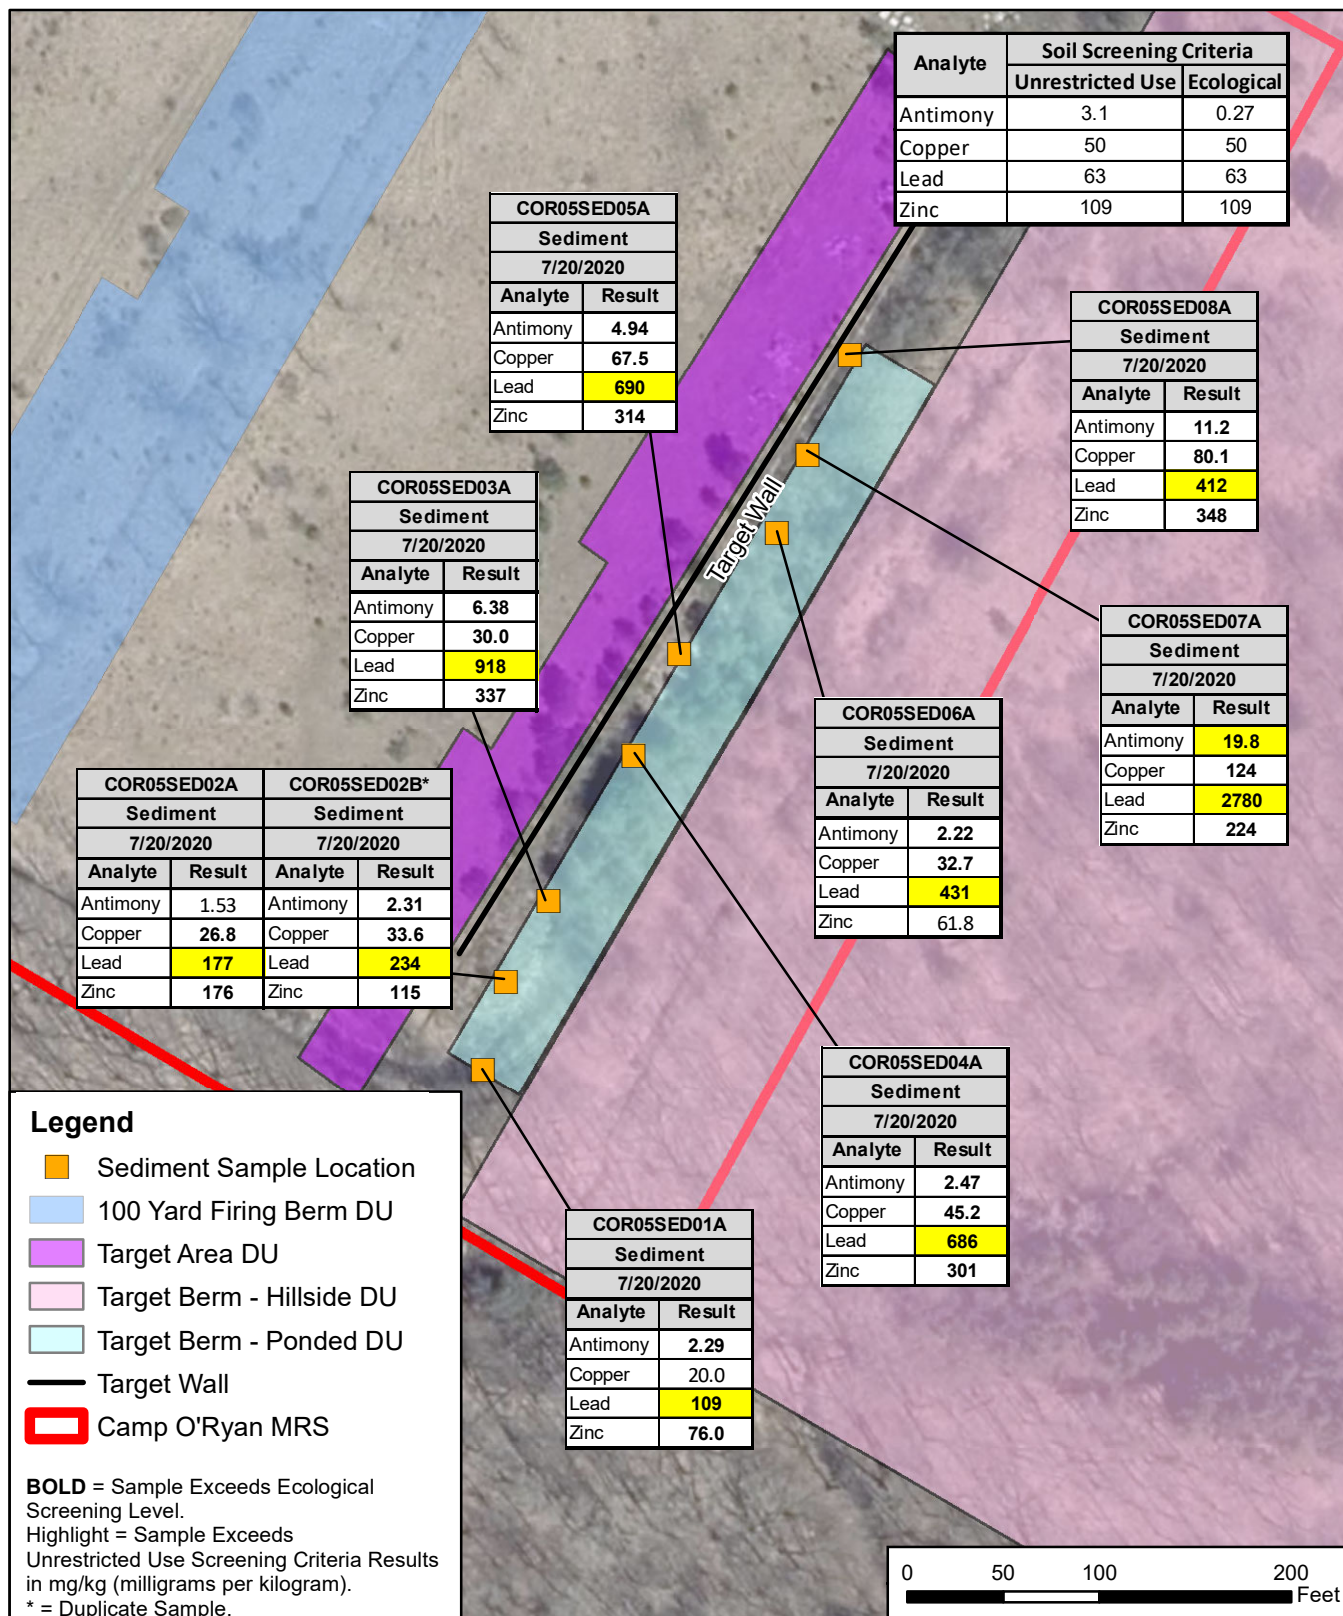 Analyte Soil Screening Criteria
Unrestricted Use Ecological
Antimony 3.1 0.27
Copper 50 50
Lead 63 63
Zinc 109 109
COR05SED05A
Sediment
7/20/2020
Analyte Result
Antimony 4.94
Copper 67.5
Lead 690
Zinc 314
COR05SED08A
Sediment
7/20/2020
Analyte Result
Antimony 11.2
Copper 80.1
Lead 412
Zinc 348
Target Wall
COR05SED03A
Sediment
7/20/2020
Analyte Result
Antimony 6.38
Copper 30.0
Lead 918
Zinc 337
COR05SED07A
Sediment
7/20/2020
Analyte Result
Antimony 19.8
Copper 124
Lead 2780
Zinc 224
COR05SED06A
Sediment
7/20/2020
Analyte Result
Antimony 2.22
Copper 32.7
Lead 431
Zinc 61.8
COR05SED02A COR05SED02B*
Sediment Sediment
7/20/2020 7/20/2020
Analyte Result Analyte Result
Antimony 1.53 Antimony 2.31
Copper 26.8 Copper 33.6
Lead 177 Lead 234
Zinc 176 Zinc 115
COR05SED04A
Sediment
7/20/2020
Analyte Result
Antimony 2.47
Copper 45.2
Lead 686
Zinc 301
COR05SED01A
Sediment
7/20/2020
Analyte Result
Antimony 2.29
Copper 20.0
Lead 109
Zinc 76.0
Legend
Sediment Sample Location
100 Yard Firing Berm DU
Target Area DU
Target Berm - Hillside DU
Target Berm - Ponded DU
Target Wall
Camp O'Ryan MRS
BOLD = Sample Exceeds Ecological
Screening Level.
Highlight = Sample Exceeds
Unrestricted Use Screening Criteria Results
in mg/kg (milligrams per kilogram).
* = Duplicate Sample.
0 50 100 200
Feet